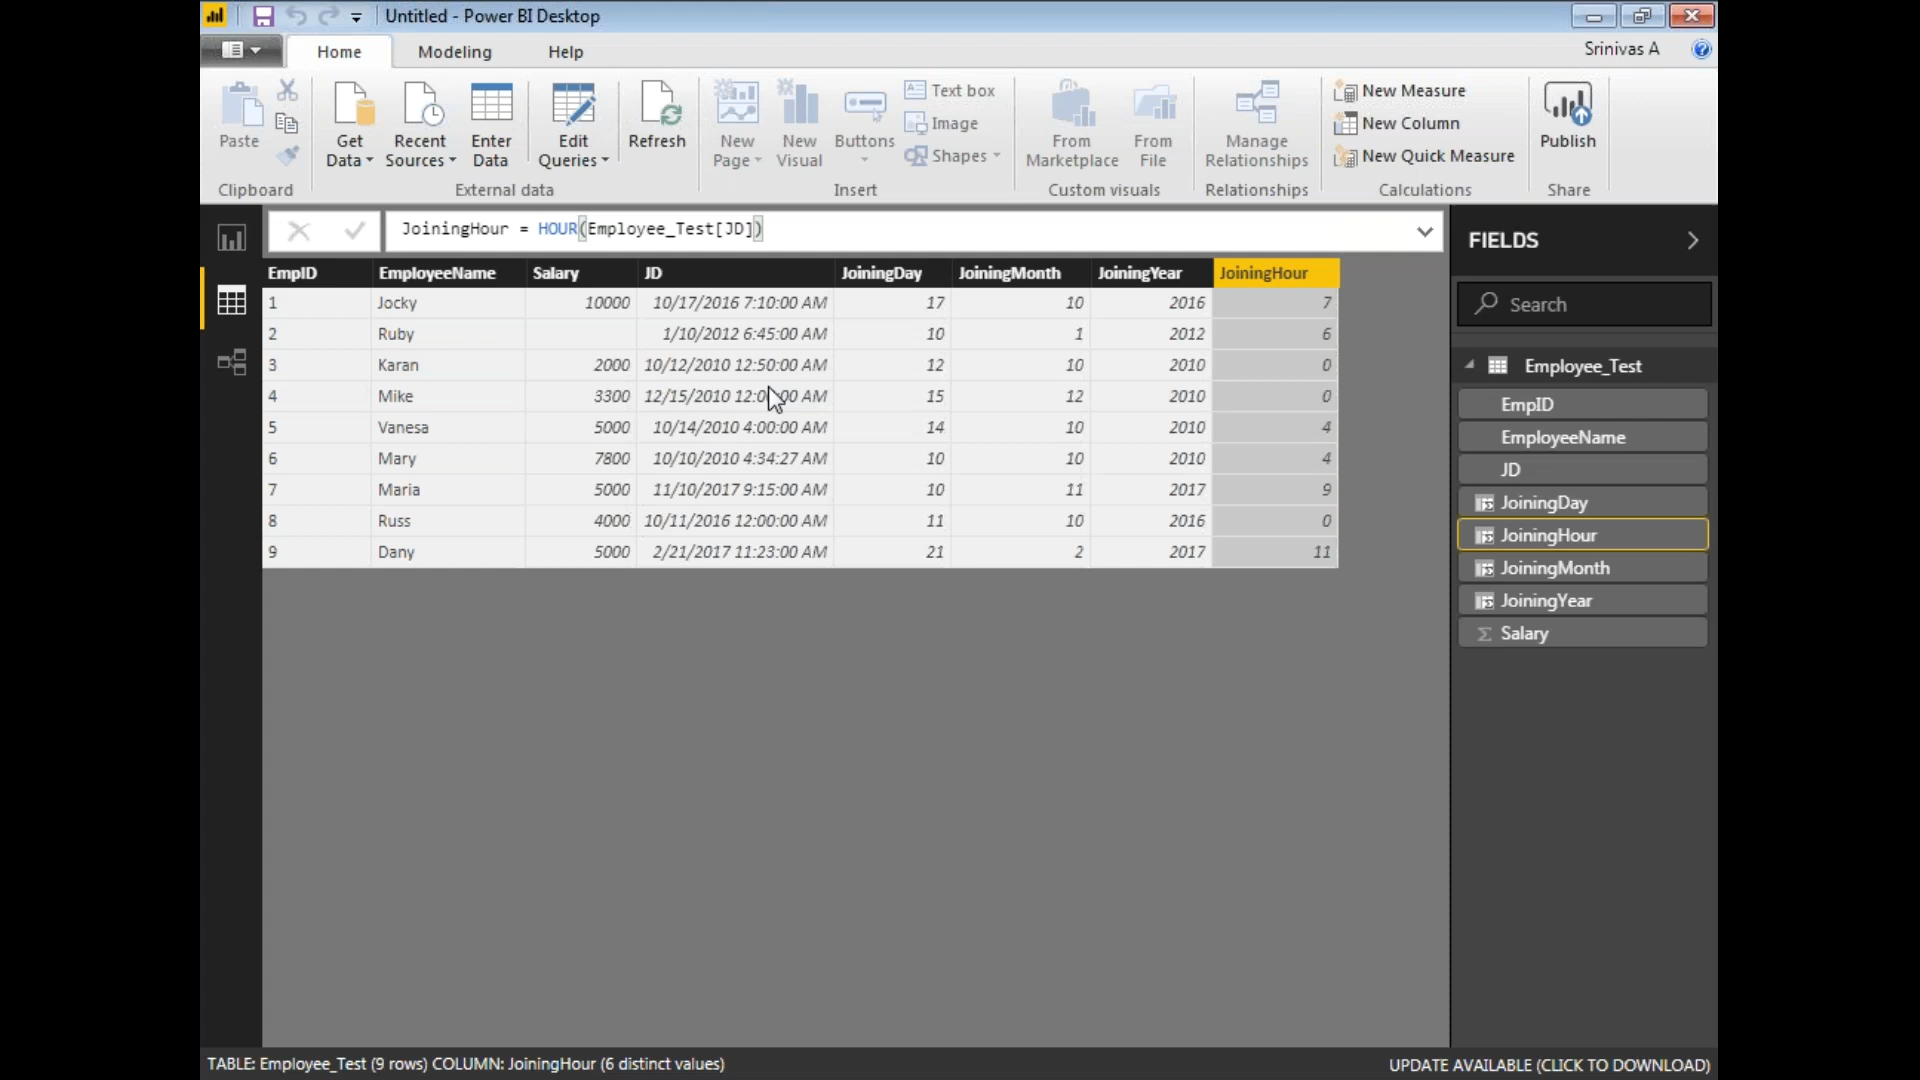 Untitled - Power BI Desktop
Home Modeling Help Srinivas A
Paste
Get Data
Recent Sources
Enter Data
Edit Queries
Refresh
New Page
New Visual
Buttons
Text box
Image
Shapes
From Marketplace
From File
Manage Relationships
New Measure
New Column
New Quick Measure
Publish
Clipboard External data Insert Custom visuals Relationships Calculations Share
JoiningHour = HOUR(Employee_Test[JD])
EmpID EmployeeName Salary JD JoiningDay JoiningMonth JoiningYear JoiningHour
1 Jocky 10000 10/17/2016 7:10:00 AM 17 10 2016 7
2 Ruby 1/10/2012 6:45:00 AM 10 1 2012 6
3 Karan 2000 10/12/2010 12:50:00 AM 12 10 2010 0
4 Mike 3300 12/15/2010 12:00:00 AM 15 12 2010 0
5 Vanesa 5000 10/14/2010 4:00:00 AM 14 10 2010 4
6 Mary 7800 10/10/2010 4:34:27 AM 10 10 2010 4
7 Maria 5000 11/10/2017 9:15:00 AM 10 11 2017 9
8 Russ 4000 10/11/2016 12:00:00 AM 11 10 2016 0
9 Dany 5000 2/21/2017 11:23:00 AM 21 2 2017 11
FIELDS
Search
Employee_Test
EmpID
EmployeeName
JD
JoiningDay
JoiningHour
JoiningMonth
JoiningYear
Σ Salary
TABLE: Employee_Test (9 rows) COLUMN: JoiningHour (6 distinct values)
UPDATE AVAILABLE (CLICK TO DOWNLOAD)